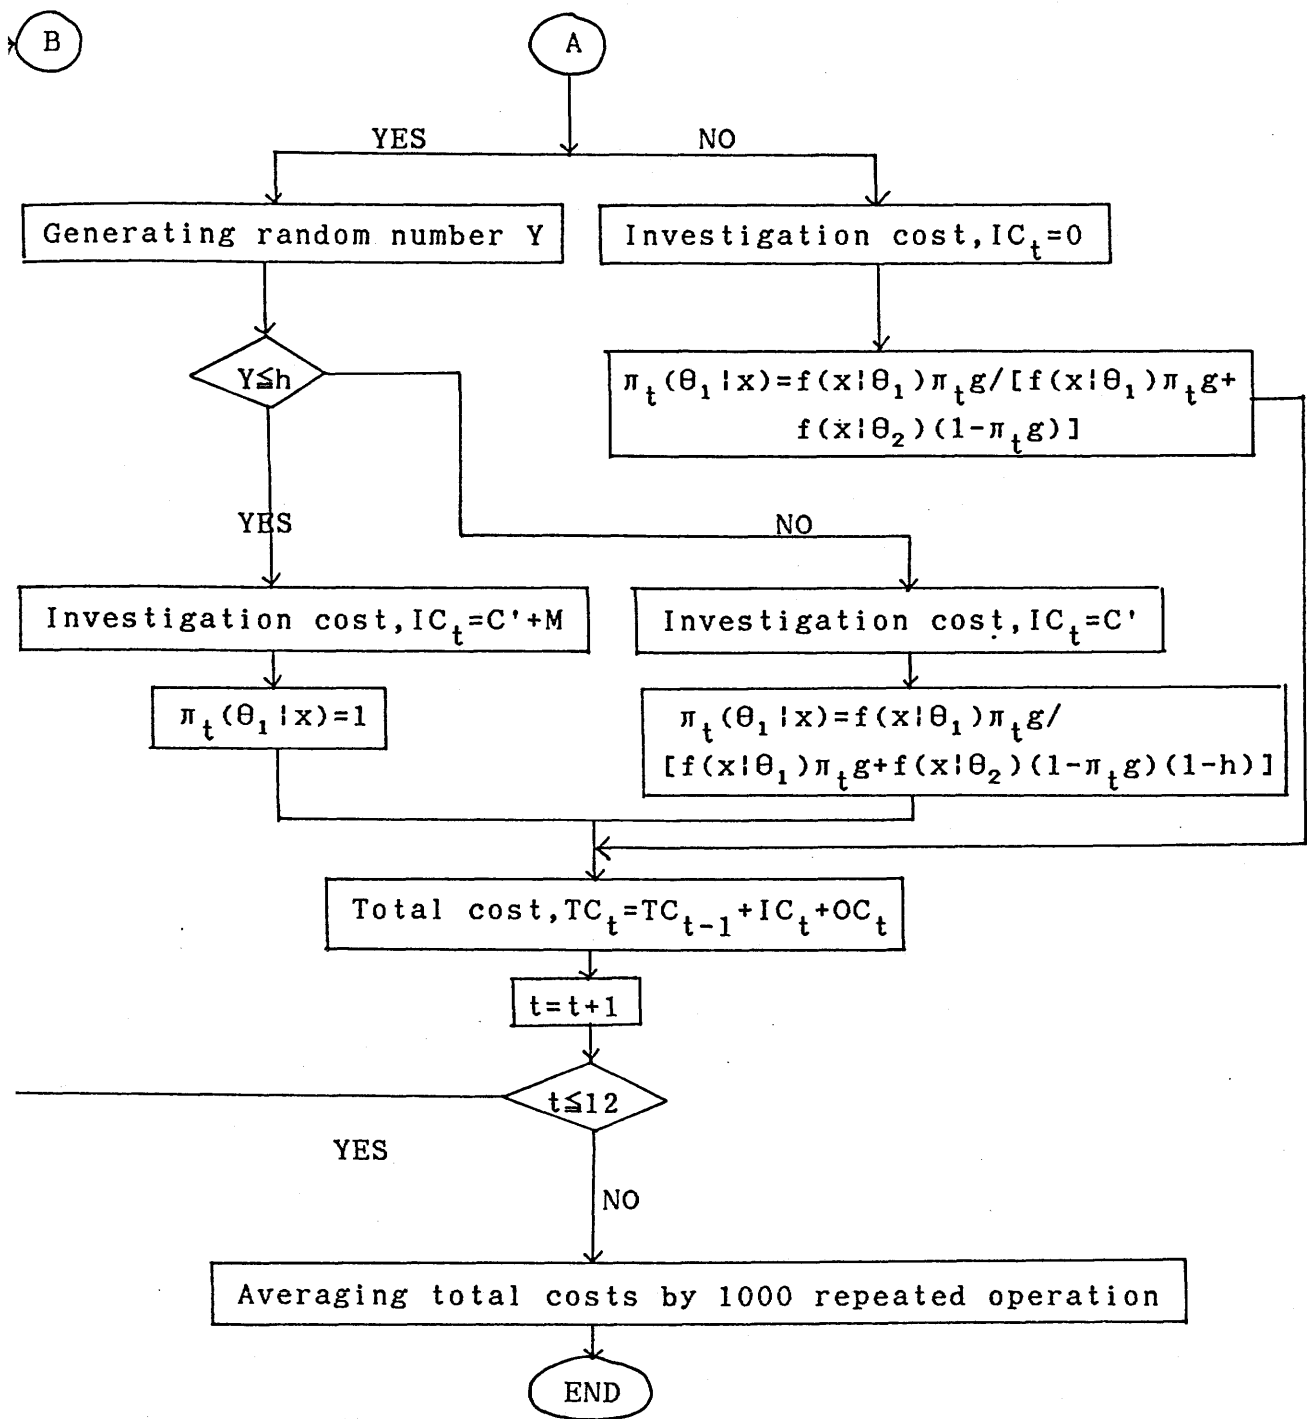 B
A
YES
NO
Generating random number Y
Investigation cost,IC_t=0
Y≦h
π_t(θ_1|x)=f(x|θ_1)π_t g/[f(x|θ_1)π_t g+
f(x|θ_2)(1-π_t g)]
YES
NO
Investigation cost,IC_t=C'+M
Investigation cost,IC_t=C'
π_t(θ_1|x)=1
π_t(θ_1|x)=f(x|θ_1)π_t g/
[f(x|θ_1)π_t g+f(x|θ_2)(1-π_t g)(1-h)]
Total cost,TC_t=TC_{t-1}+IC_t+OC_t
t=t+1
t≦12
YES
NO
Averaging total costs by 1000 repeated operation
END